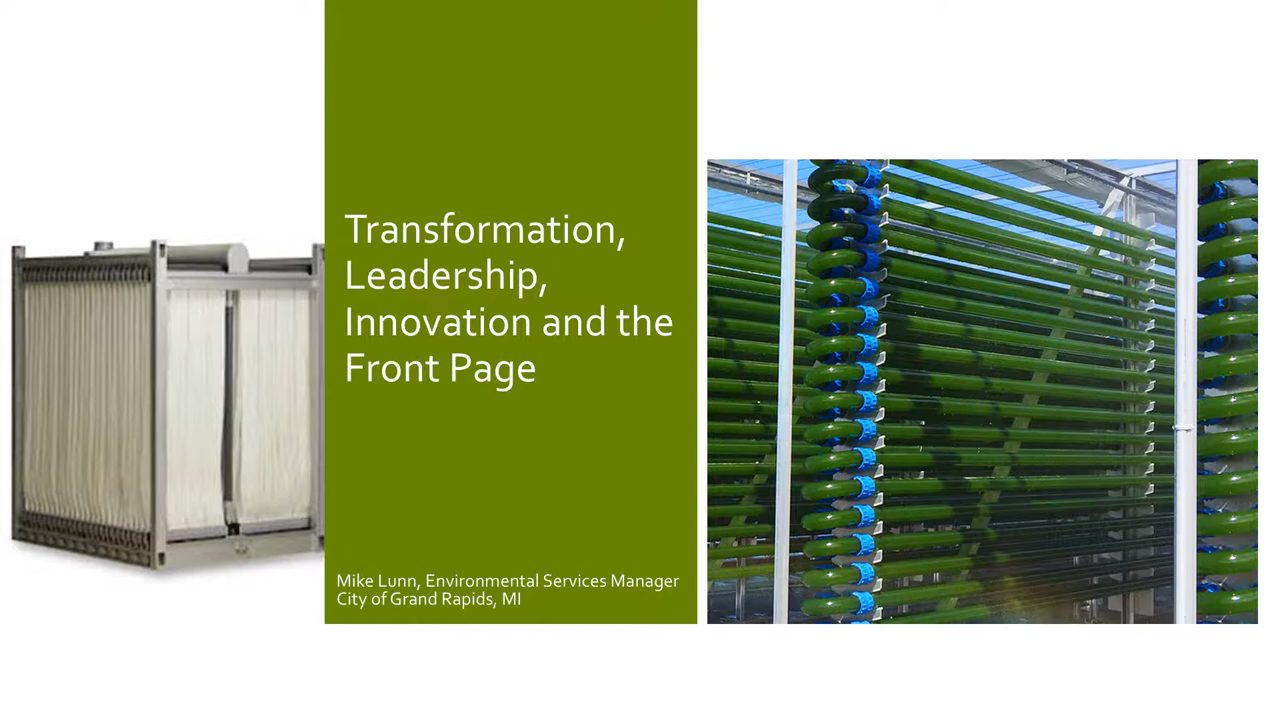 Transformation,
Leadership,
Innovation and the
Front Page
Mike Lunn, Environmental Services Manager
City of Grand Rapids, MI